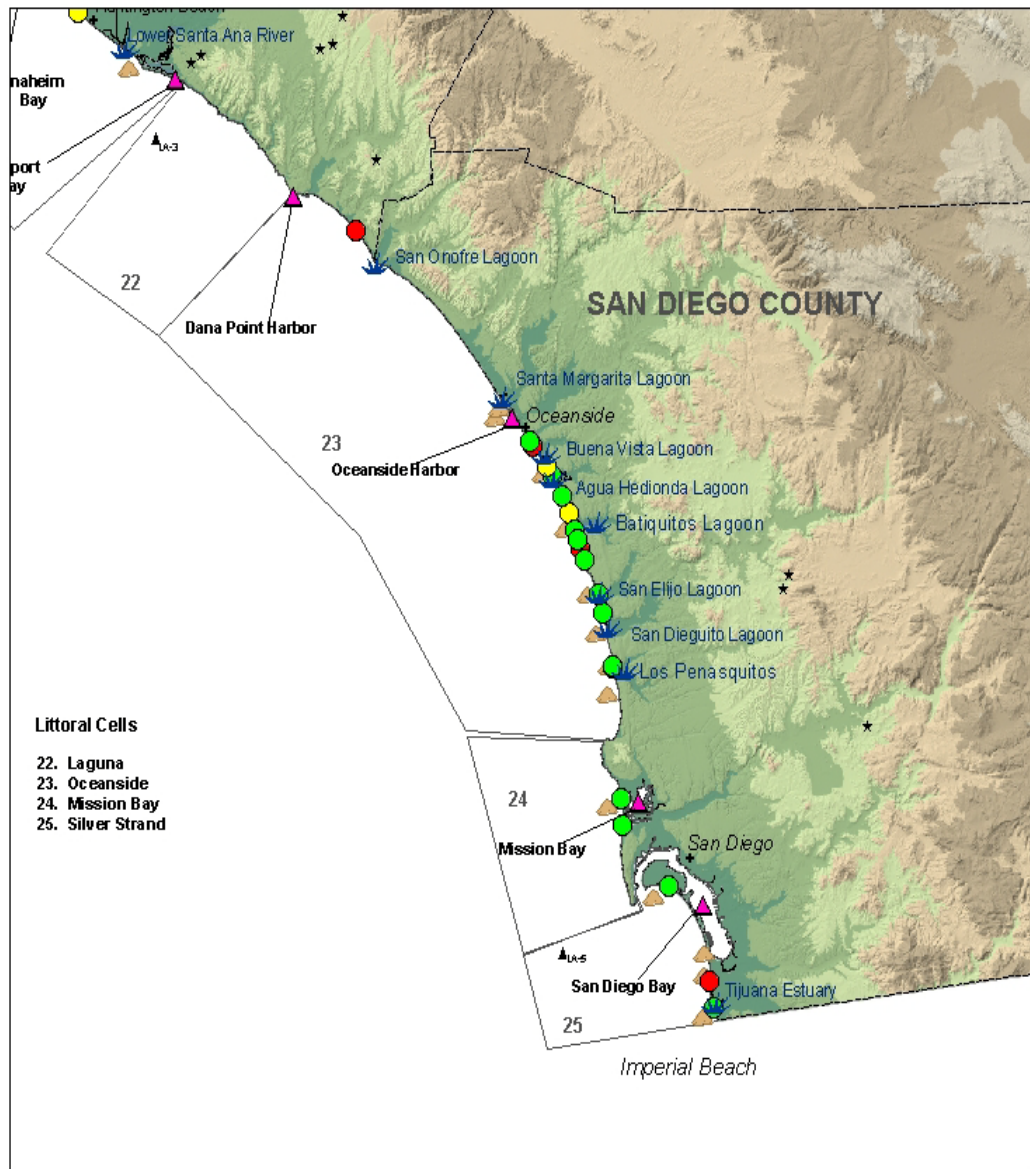 Huntington Beach
Lower Santa Ana River
naheim
Bay
LA-3
port
ay
San Onofre Lagoon
22
SAN DIEGO COUNTY
Dana Point Harbor
Santa Margarita Lagoon
Oceanside
23
Buena Vista Lagoon
Oceanside Harbor
Agua Hedionda Lagoon
Batiquitos Lagoon
San Elijo Lagoon
San Dieguito Lagoon
Los Penasquitos
Littoral Cells
22. Laguna
23. Oceanside
24. Mission Bay
25. Silver Strand
24
San Diego
Mission Bay
LA-5
San Diego Bay
Tijuana Estuary
25
Imperial Beach